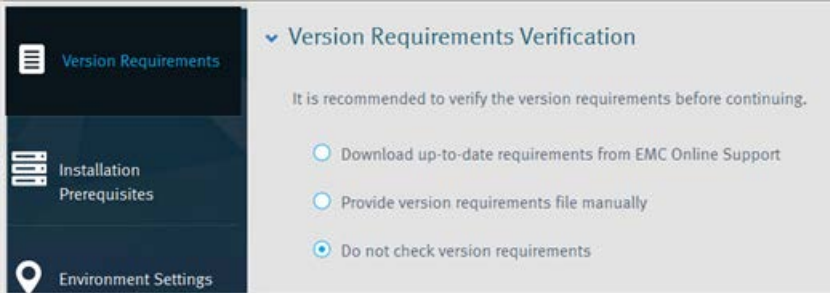 Version Requirements
Installation
Prerequisites
Environment Settings
Version Requirements Verification
It is recommended to verify the version requirements before continuing.
Download up-to-date requirements from EMC Online Support
Provide version requirements file manually
Do not check version requirements